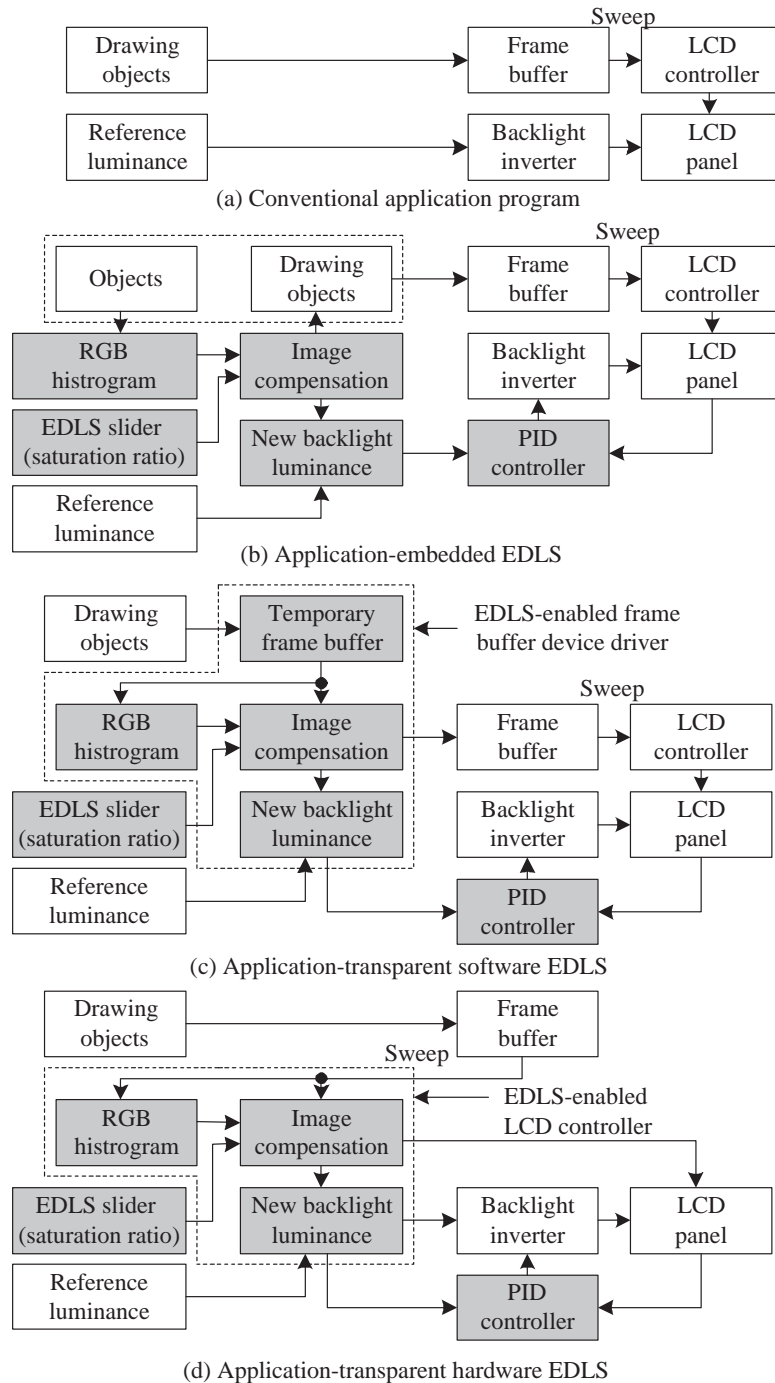 Sweep
Drawing
objects
Frame
buffer
LCD
controller
Reference
luminance
Backlight
inverter
LCD
panel
(a) Conventional application program
Sweep
Objects
Drawing
objects
Frame
buffer
LCD
controller
RGB
histrogram
Image
compensation
Backlight
inverter
LCD
panel
EDLS slider
(saturation ratio)
New backlight
luminance
PID
controller
Reference
luminance
(b) Application-embedded EDLS
Drawing
objects
Temporary
frame buffer
EDLS-enabled frame
buffer device driver
Sweep
RGB
histrogram
Image
compensation
Frame
buffer
LCD
controller
EDLS slider
(saturation ratio)
New backlight
luminance
Backlight
inverter
LCD
panel
Reference
luminance
PID
controller
(c) Application-transparent software EDLS
Drawing
objects
Frame
buffer
Sweep
RGB
histrogram
Image
compensation
EDLS-enabled
LCD controller
EDLS slider
(saturation ratio)
New backlight
luminance
Backlight
inverter
LCD
panel
Reference
luminance
PID
controller
(d) Application-transparent hardware EDLS